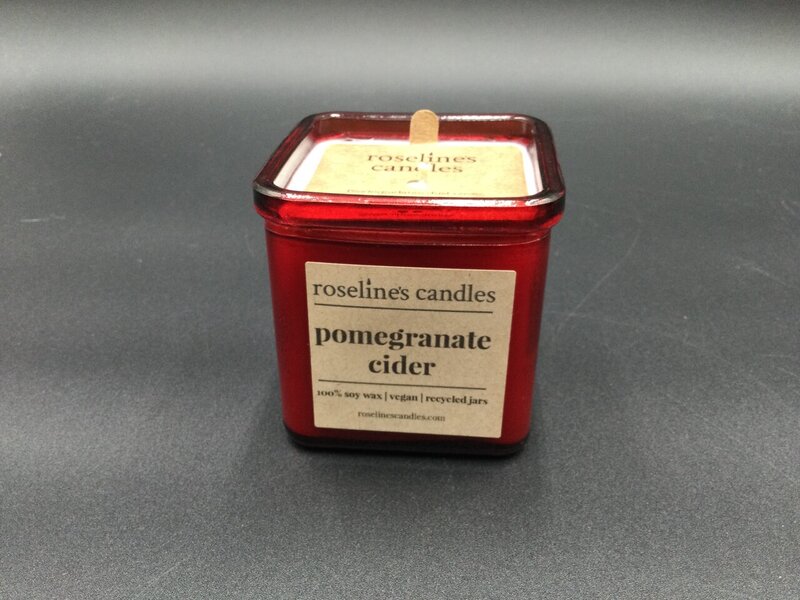 roseline's
candles
roseline's candles
pomegranate
cider
100% soy wax | vegan | recycled jars
roselinescandles.com